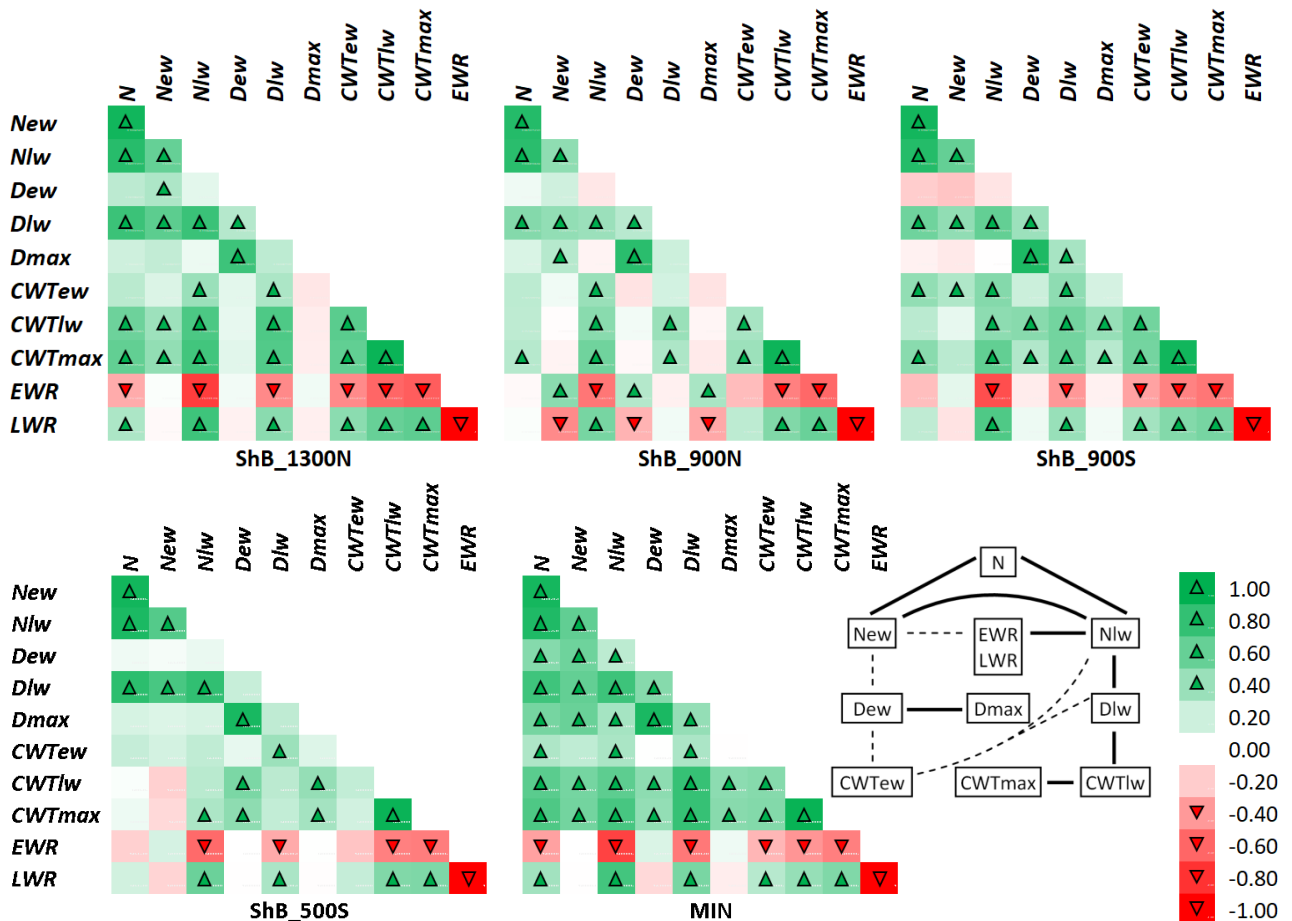 N New Nlw Dew Dlw Dmax CWTew CWTlw CWTmax EWR
N New Nlw Dew Dlw Dmax CWTew CWTlw CWTmax EWR
N New Nlw Dew Dlw Dmax CWTew CWTlw CWTmax EWR
New
Nlw
Dew
Dlw
Dmax
CWTew
CWTlw
CWTmax
EWR
LWR
ShB_1300N
ShB_900N
ShB_900S
N New Nlw Dew Dlw Dmax CWTew CWTlw CWTmax EWR
N New Nlw Dew Dlw Dmax CWTew CWTlw CWTmax EWR
New
Nlw
Dew
Dlw
Dmax
CWTew
CWTlw
CWTmax
EWR
LWR
ShB_500S
MIN
N
New
EWR
LWR
Nlw
Dew
Dmax
Dlw
CWTew
CWTmax
CWTlw
1.00
0.80
0.60
0.40
0.20
0.00
-0.20
-0.40
-0.60
-0.80
-1.00